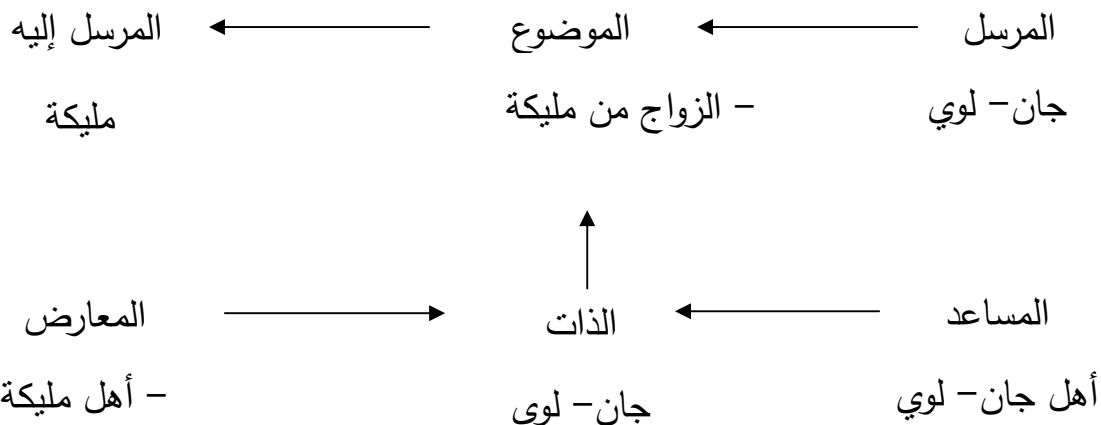 المرسل الموضوع المرسل إليه
جان– لوي – الزواج من مليكة مليكة
المساعد الذات المعارض
أهل جان– لوي جان– لوي – أهل مليكة